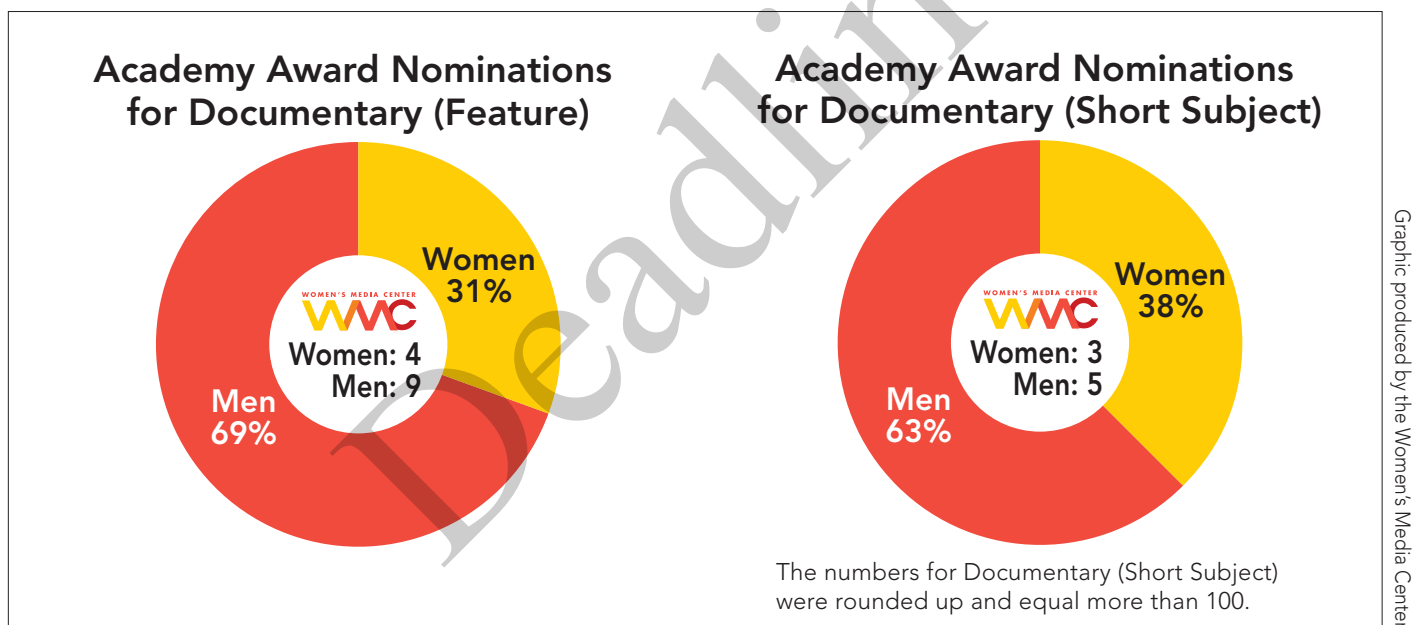 Academy Award Nominations
for Documentary (Feature)
Women
31%
WOMEN'S MEDIA CENTER
WMC
Women: 4
Men: 9
Men
69%
Academy Award Nominations
for Documentary (Short Subject)
Women
38%
WOMEN'S MEDIA CENTER
WMC
Women: 3
Men: 5
Men
63%
The numbers for Documentary (Short Subject)
were rounded up and equal more than 100.
Graphic produced by the Women's Media Center